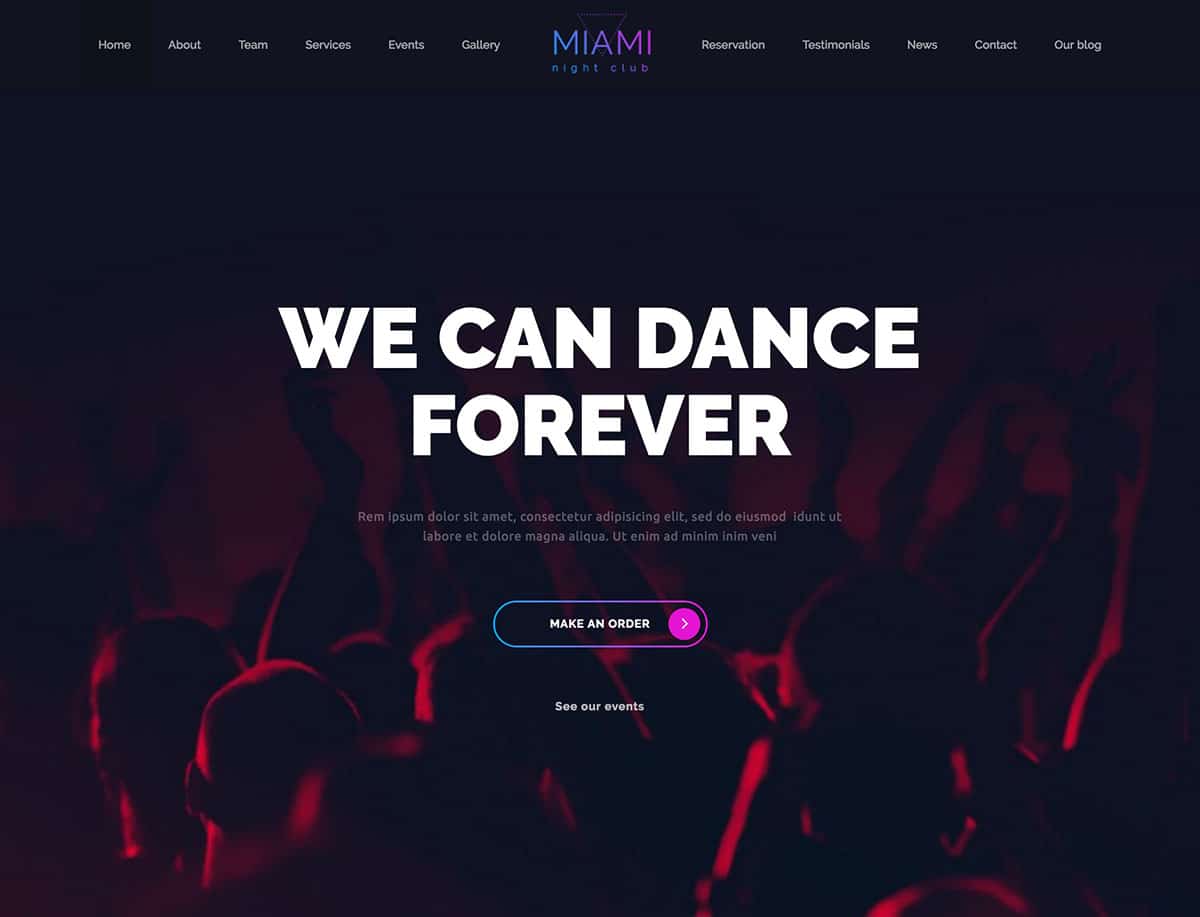 Home
About
Team
Services
Events
Gallery
MIAMI
night club
Reservation
Testimonials
News
Contact
Our blog
WE CAN DANCE
FOREVER
Rem ipsum dolor sit amet, consectetur adipisicing elit, sed do eiusmod  idunt ut
labore et dolore magna aliqua. Ut enim ad minim inim veni
MAKE AN ORDER
See our events